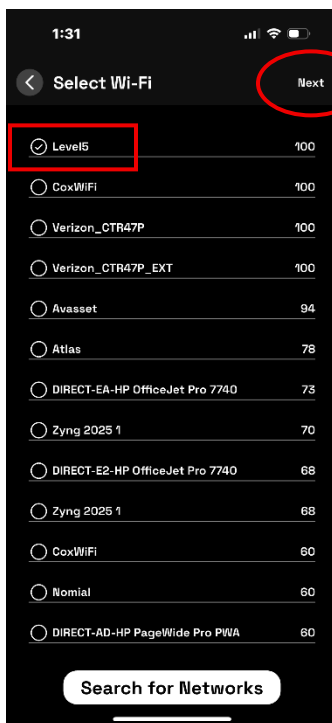 1:31
Select Wi-Fi Next
Level5 100
CoxWiFi 100
Verizon_CTR47P 100
Verizon_CTR47P_EXT 100
Avasset 94
Atlas 78
DIRECT-EA-HP OfficeJet Pro 7740 73
Zyng 2025 1 70
DIRECT-E2-HP OfficeJet Pro 7740 68
Zyng 2025 1 68
CoxWiFi 60
Nomial 60
DIRECT-AD-HP PageWide Pro PWA 60
Search for Networks